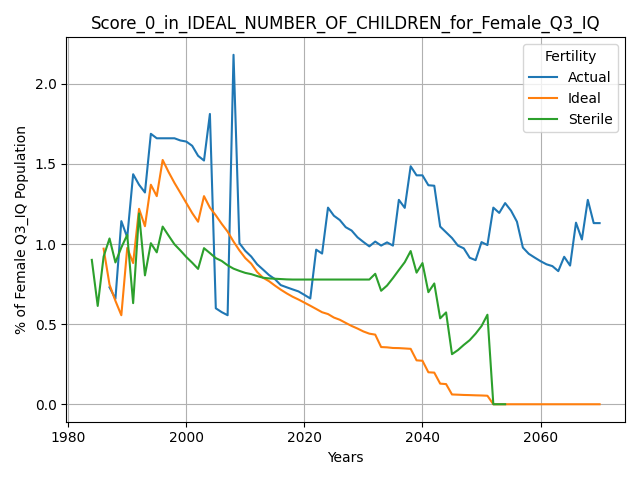 Score_0_in_IDEAL_NUMBER_OF_CHILDREN_for_Female_Q3_IQ
Fertility
Actual
Ideal
Sterile
% of Female Q3_IQ Population
2.0
1.5
1.0
0.5
0.0
1980 2000 2020 2040 2060
Years